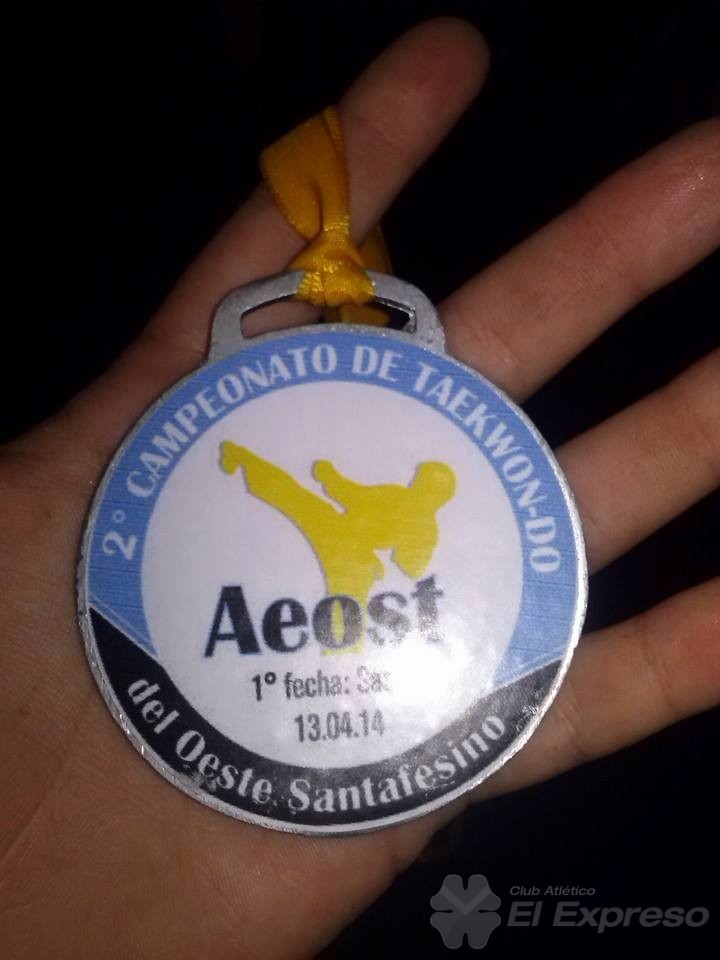 2° CAMPEONATO DE TAEKWON-DO
Aeost
1° fecha:
13.04.14
del Oeste Santafesino
Club Atlético
El Expreso